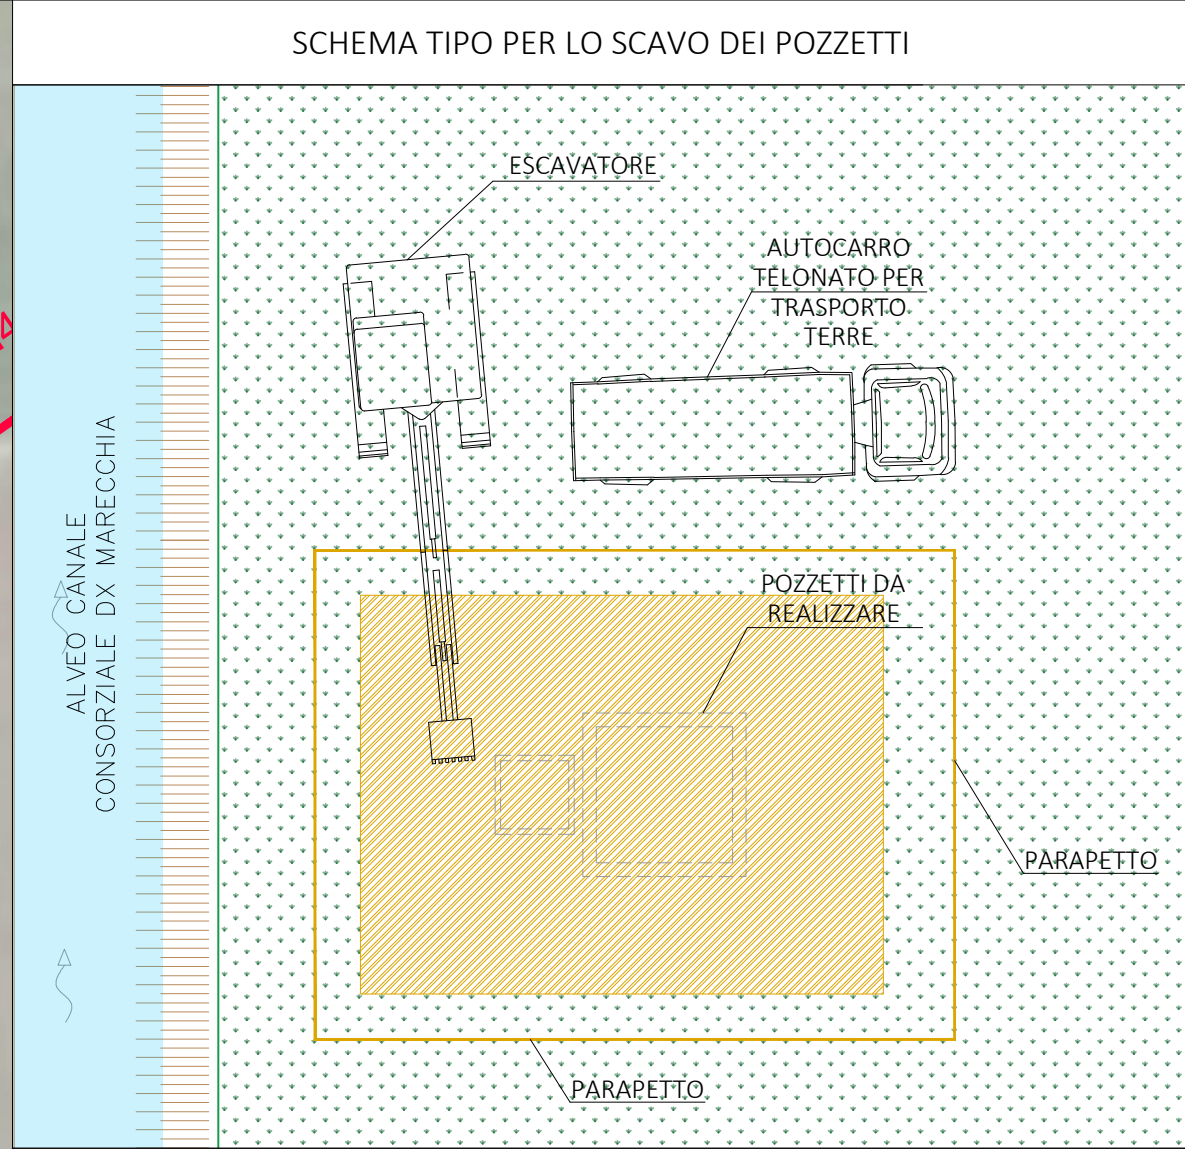 SCHEMA TIPO PER LO SCAVO DEI POZZETTI
ESCAVATORE
AUTOCARRO
TELONATO PER
TRASPORTO
TERRE
ALVEO CANALE
CONSORZIALE DX MARECCHIA
POZZETTI DA
REALIZZARE
PARAPETTO
PARAPETTO